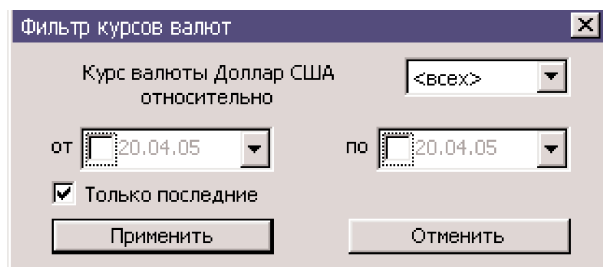 Фильтр курсов валют
Курс валюты Доллар США относительно
<всех>
от 20.04.05 по 20.04.05
Только последние
Применить Отменить